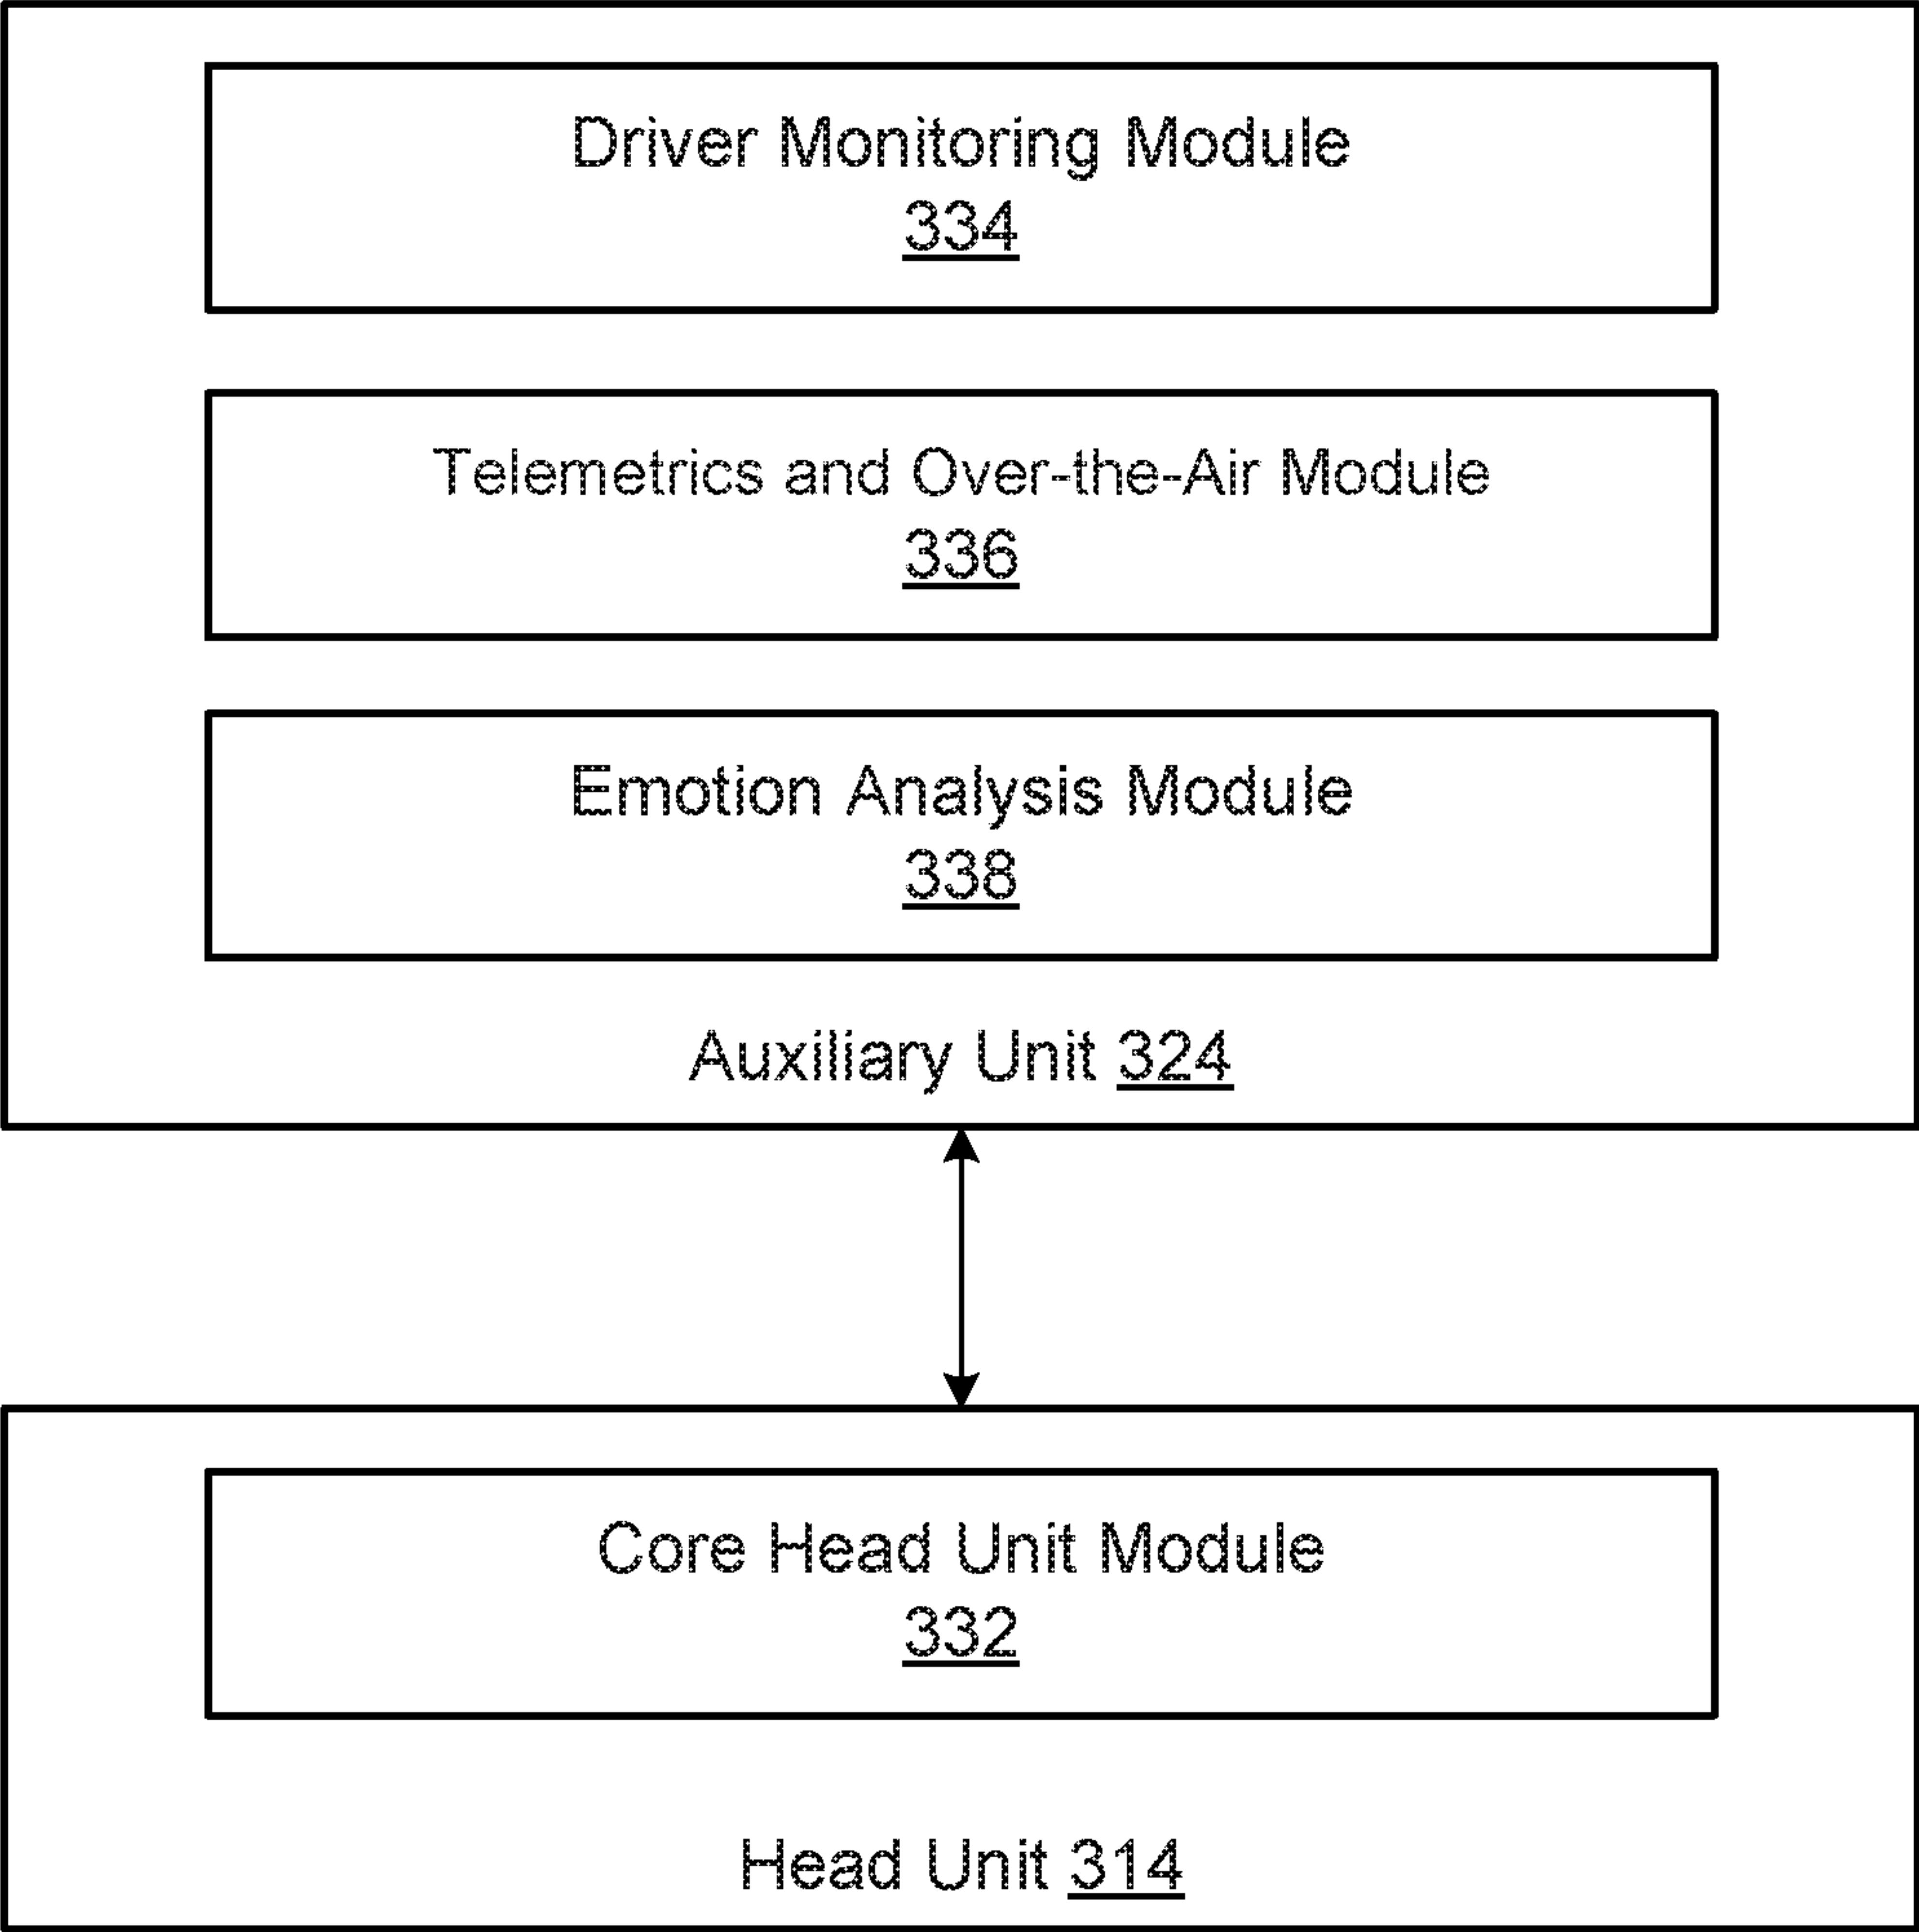 Driver Monitoring Module
334
Telemetrics and Over-the-Air Module
336
Emotion Analysis Module
338
Auxiliary Unit 324
Core Head Unit Module
332
Head Unit 314